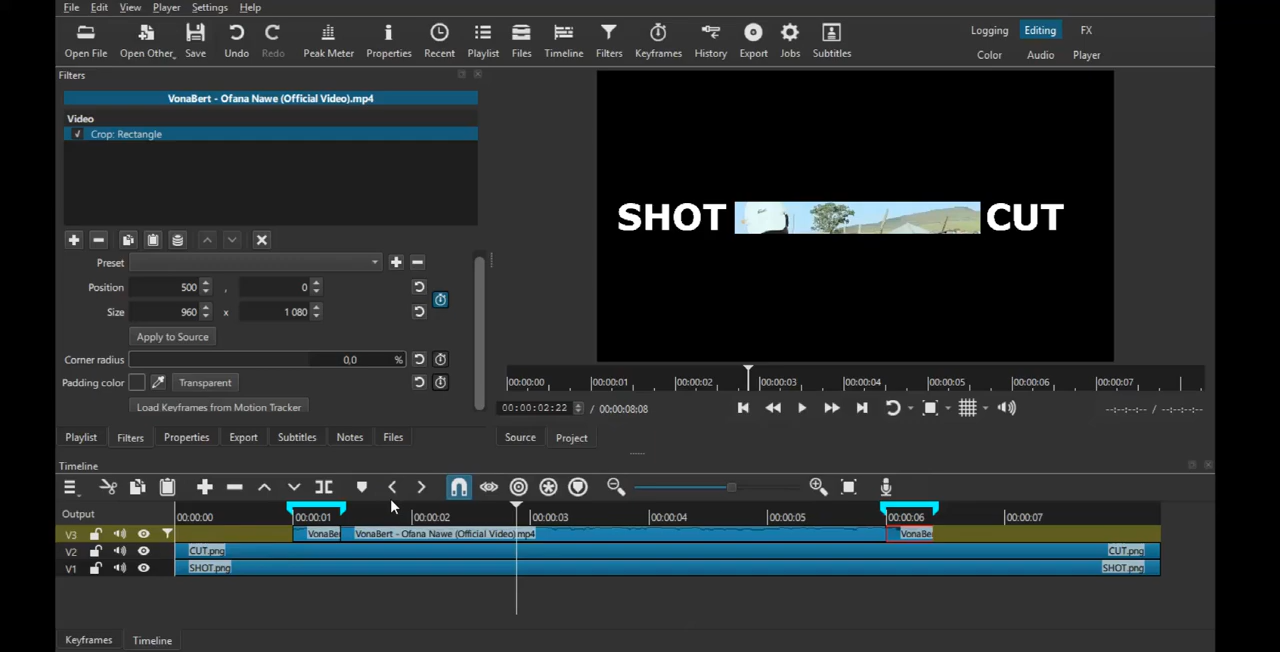 File Edit View Player Settings Help
Open File Open Other Save Undo Redo Peak Meter Properties Recent Playlist Files Timeline Filters Keyframes History Export Jobs Subtitles
Logging Editing FX
Color Audio Player
Filters
VonaBert - Ofana Nawe (Official Video).mp4
Video
Crop: Rectangle
Preset
Position 500 , 0
Size 960 x 1 080
Apply to Source
Corner radius 0,0 %
Padding color Transparent
Load Keyframes from Motion Tracker
SHOT CUT
00:00:00 00:00:01 00:00:02 00:00:03 00:00:04 00:00:05 00:00:06 00:00:07
00:00:02:22 / 00:00:08:08 --:--:--:-- / --:--:--:--
Playlist Filters Properties Export Subtitles Notes Files
Source Project
Timeline
Output 00:00:00 00:00:01 00:00:02 00:00:03 00:00:04 00:00:05 00:00:06 00:00:07
V3 VonaBe VonaBert - Ofana Nawe (Official Video).mp4 VonaBe
V2 CUT.png CUT.png
V1 SHOT.png SHOT.png
Keyframes Timeline